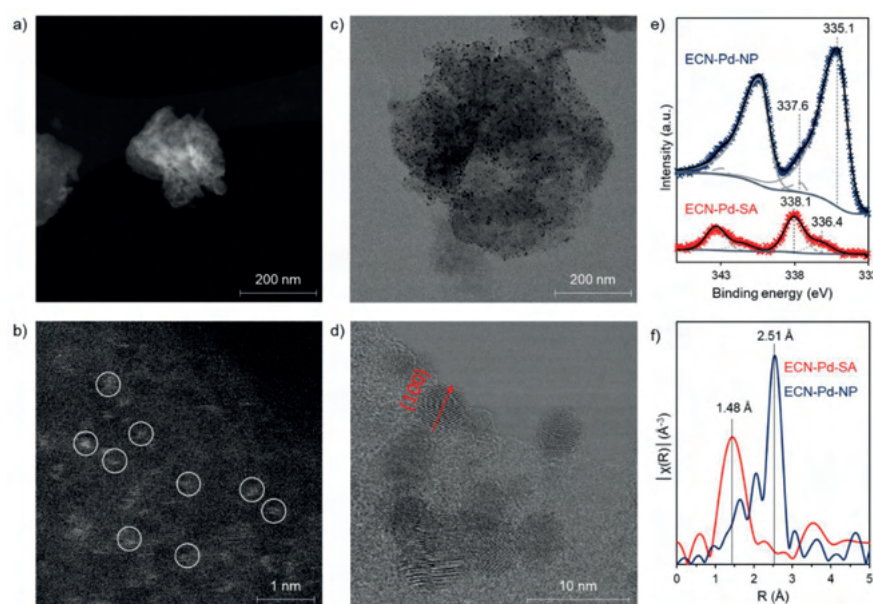 a)
200 nm
b)
1 nm
c)
200 nm
d)
[100]
10 nm
e)
335.1
ECN-Pd-NP
337.6
338.1
ECN-Pd-SA
336.4
Intensity (a.u.)
343
338
333
Binding energy (eV)
f)
2.51 Å
ECN-Pd-SA
ECN-Pd-NP
1.48 Å
|χ(R)| (Å⁻³)
0
1
2
3
4
5
R (Å)